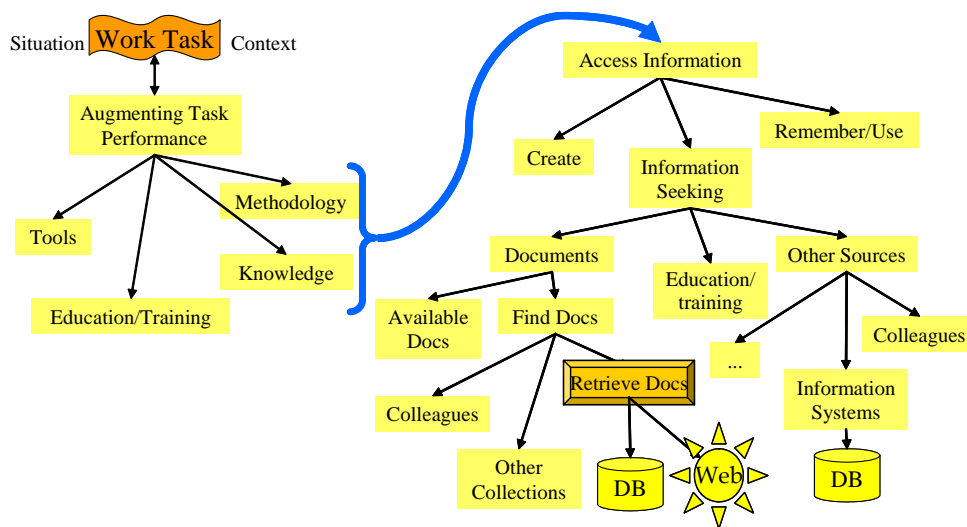 Situation
Work Task
Context
Augmenting Task
Performance
Methodology
Tools
Knowledge
Education/Training
Access Information
Create
Information
Seeking
Remember/Use
Documents
Education/
training
Other Sources
Available
Docs
Find Docs
Colleagues
...
Retrieve Docs
Information
Systems
Colleagues
Other
Collections
DB
Web
DB